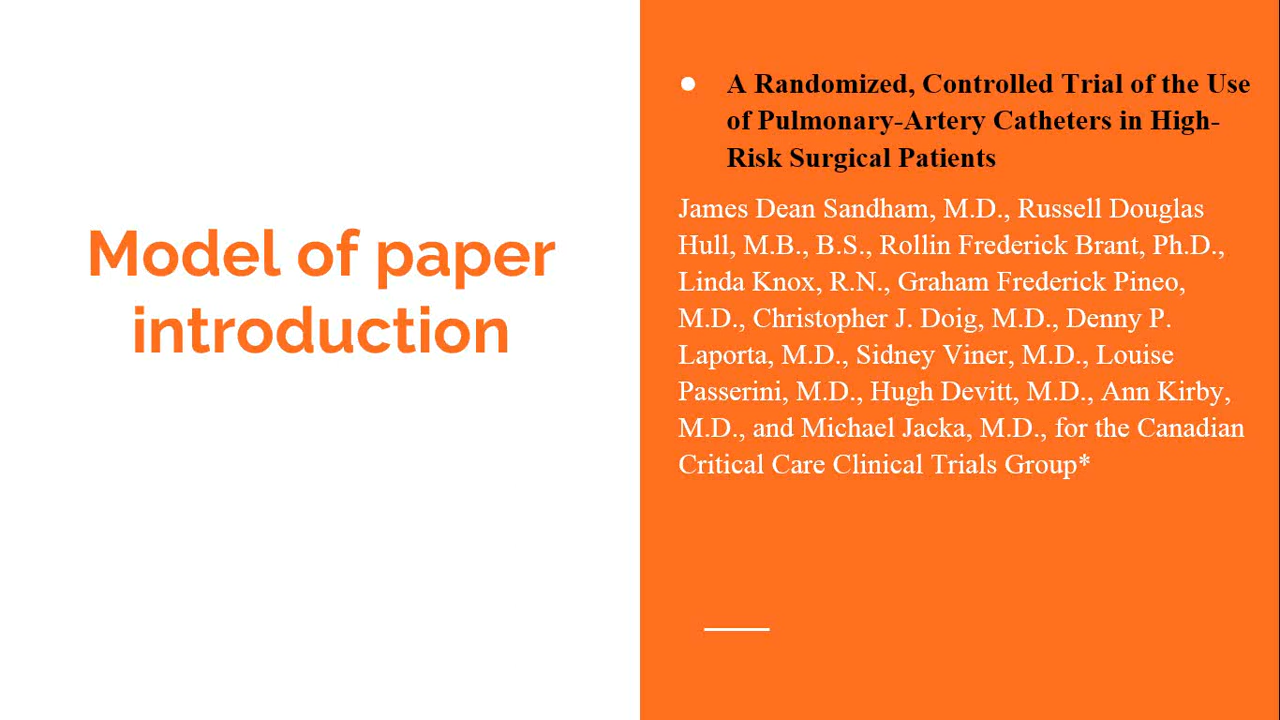 Model of paper
introduction
● A Randomized, Controlled Trial of the Use
of Pulmonary-Artery Catheters in High-
Risk Surgical Patients
James Dean Sandham, M.D., Russell Douglas
Hull, M.B., B.S., Rollin Frederick Brant, Ph.D.,
Linda Knox, R.N., Graham Frederick Pineo,
M.D., Christopher J. Doig, M.D., Denny P.
Laporta, M.D., Sidney Viner, M.D., Louise
Passerini, M.D., Hugh Devitt, M.D., Ann Kirby,
M.D., and Michael Jacka, M.D., for the Canadian
Critical Care Clinical Trials Group*